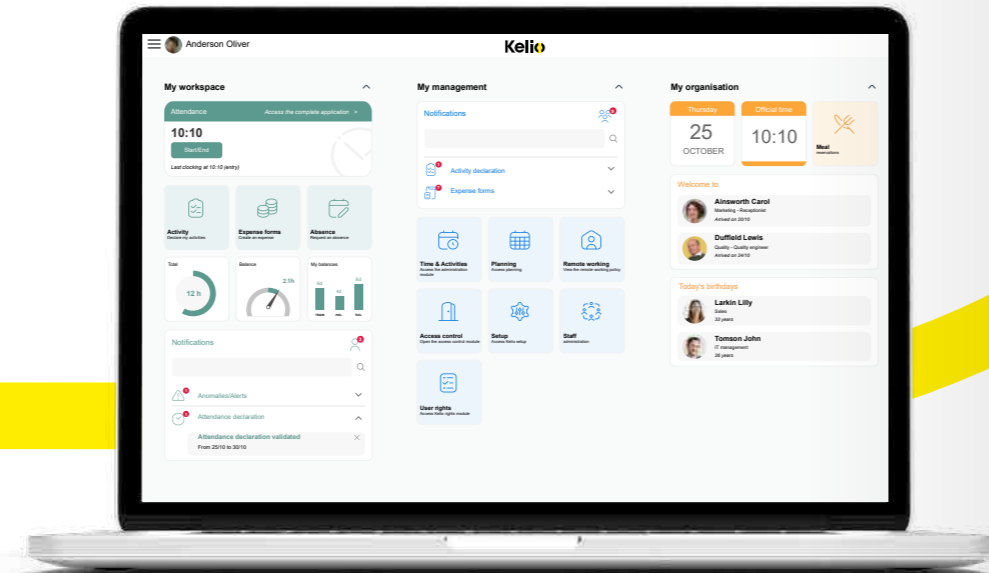 Anderson Oliver
Kelio
My workspace
Attendance
Access the complete application
10:10
Start/End
Last clocking at 10:10 (entry)
Activity
Declare my activities
Expense forms
Create an expense
Absence
Request an absence
Total
12 h
Balance
2.1h
My balances
Notifications
2
1
Anomalies/Alerts
1
Attendance declaration
Attendance declaration validated
From 25/10 to 30/10
My management
Notifications
Activity declaration
Expense forms
Time & Activities
Access the administration
module
Planning
Access planning
Remote working
View the remote working policy
Access control
Open the access control module
Setup
Access Kelio setup
Staff
administration
User rights
Access Kelio rights module
My organisation
Thursday
25
OCTOBER
Official time
10:10
Meal
reservations
Welcome to
Ainsworth Carol
Marketing - Receptionist
Arrived on 30/10
Duffield Lewis
Quality - Quality engineer
Arrived on 24/10
Today's birthdays
Larkin Lilly
Sales
33 years
Tomson John
IT management
36 years